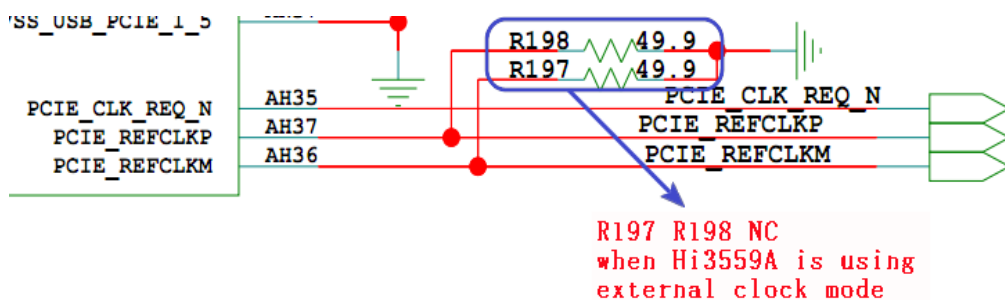 VSS_USB_PCIE_1_5
R198 49.9
R197 49.9
PCIE_CLK_REQ_N AH35 PCIE_CLK_REQ_N
PCIE_REFCLKP AH37 PCIE_REFCLKP
PCIE_REFCLKM AH36 PCIE_REFCLKM
R197 R198 NC
when Hi3559A is using
external clock mode